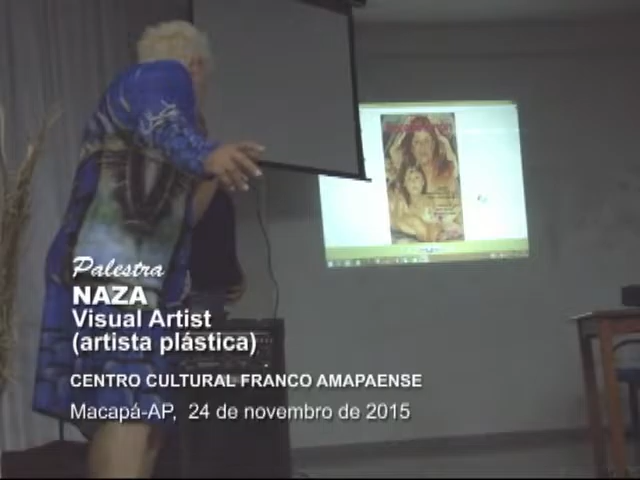 Palestra
NAZA
Visual Artist
(artista plástica)
CENTRO CULTURAL FRANCO AMAPAENSE
Macapá-AP, 24 de novembro de 2015